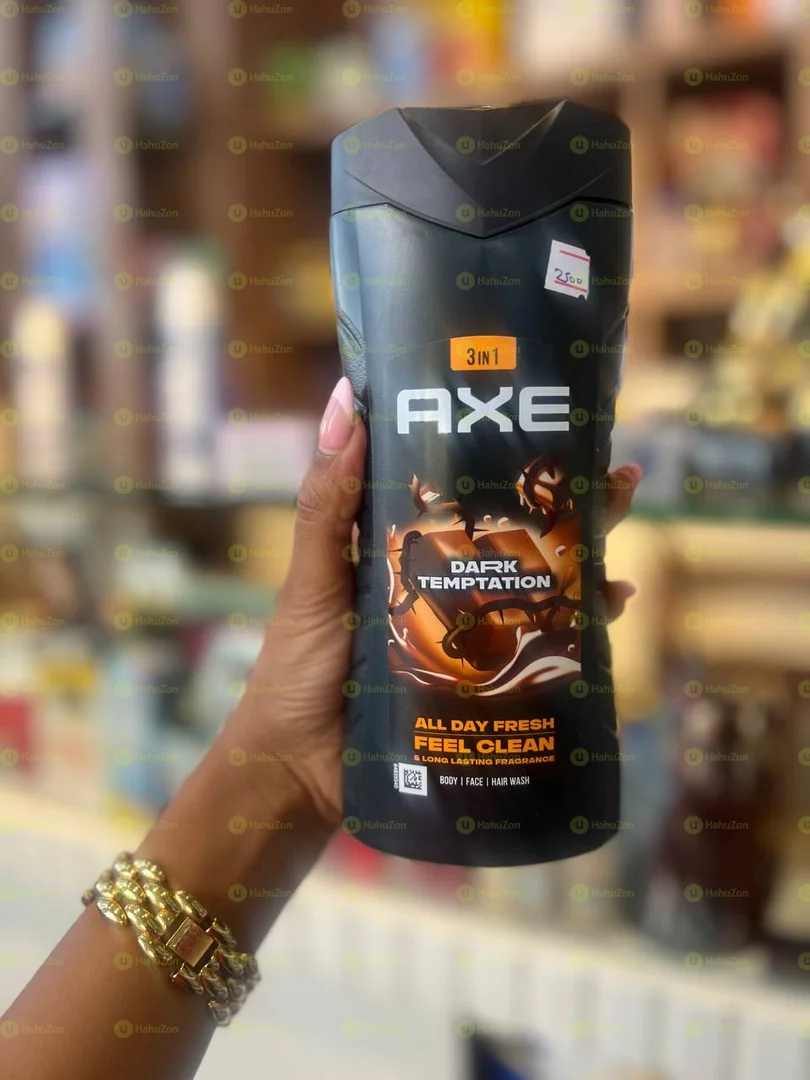 2500
3 IN 1
AXE
DARK
TEMPTATION
ALL DAY FRESH
FEEL CLEAN
& LONG LASTING FRAGRANCE
BODY | FACE | HAIR WASH
HahuZon